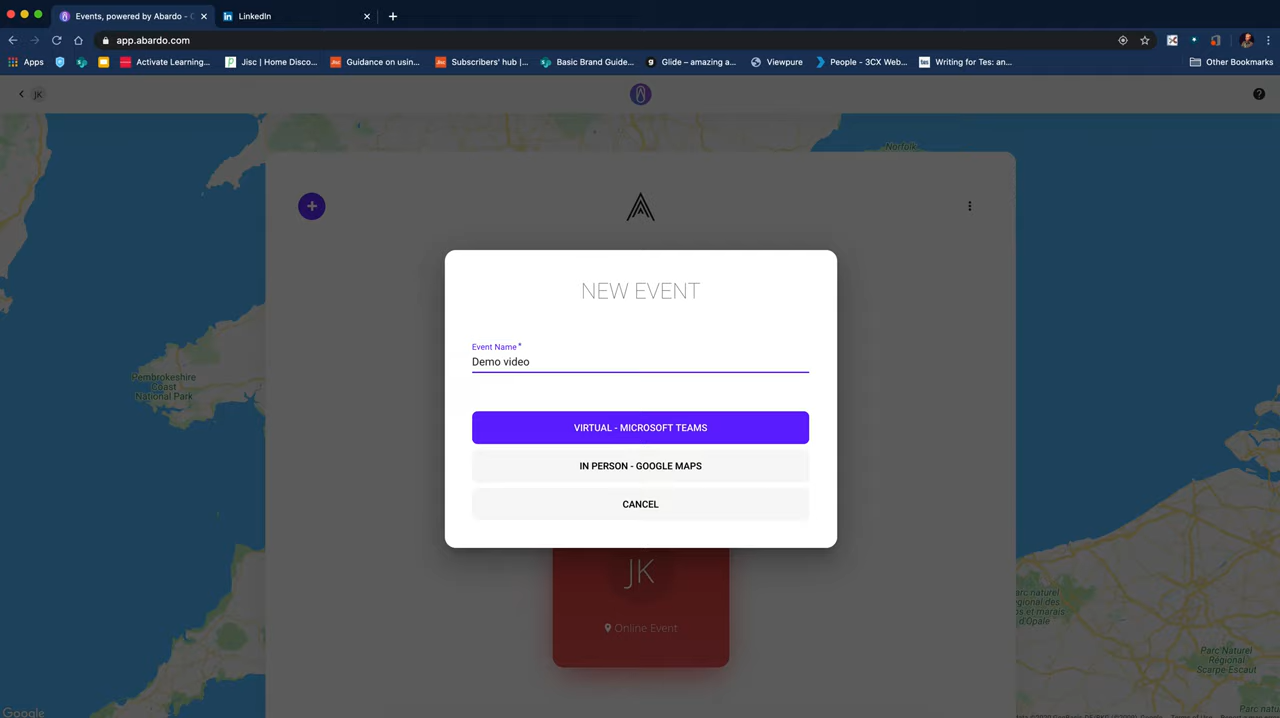 Events, powered by Abardo - C
LinkedIn
app.abardo.com
Apps
Activate Learning...
Jisc | Home Disco...
Guidance on usin...
Subscribers' hub |...
Basic Brand Guide...
Glide – amazing a...
Viewpure
People - 3CX Web...
Writing for Tes: an...
Other Bookmarks
JK
Norfolk
NEW EVENT
Event Name *
Demo video
Pembrokeshire
Coast
National Park
VIRTUAL - MICROSOFT TEAMS
IN PERSON - GOOGLE MAPS
CANCEL
JK
Online Event
arc naturel
égional des
s et marais
d'Opale
Parc Naturel
Régional
Scarpe-Escaut
Parc natu
Google